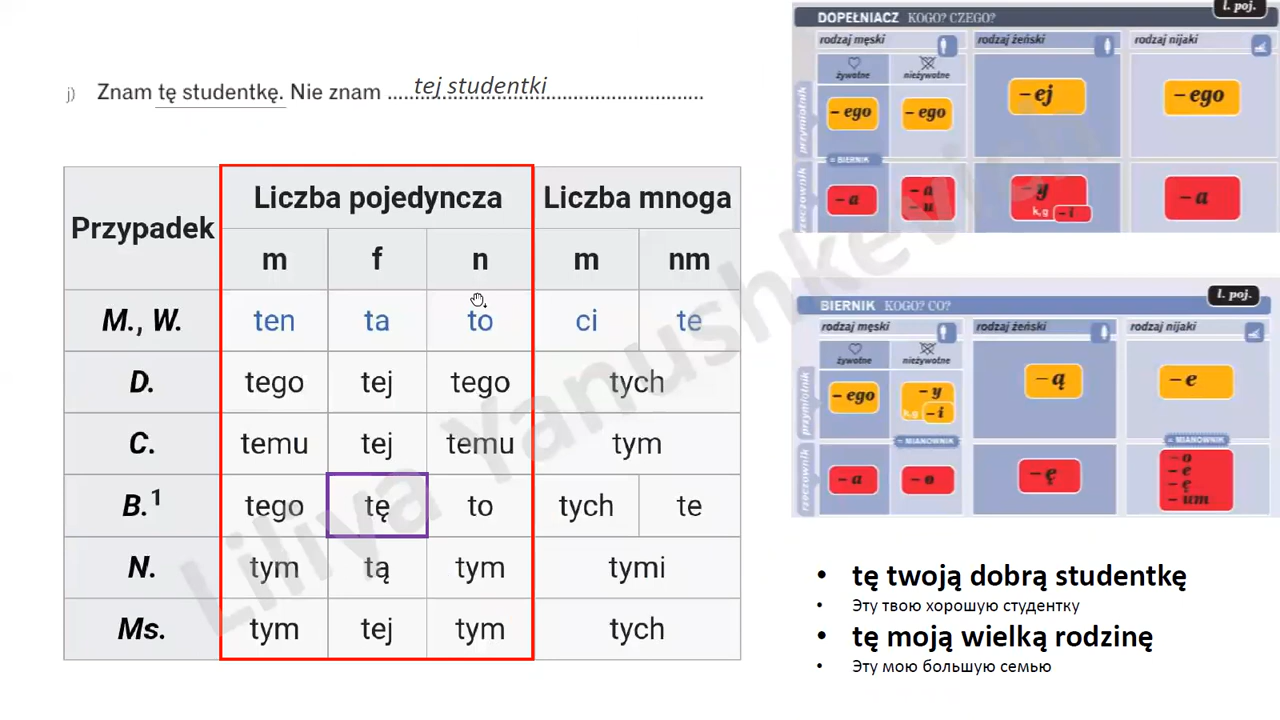 j) Znam tę studentkę. Nie znam ........................................ tej studentki
Przypadek Liczba pojedyncza Liczba mnoga
m f n m nm
M., W. ten ta to ci te
D. tego tej tego tych
C. temu tej temu tym
B.¹ tego tę to tych te
N. tym tą tym tymi
Ms. tym tej tym tych
l. poj.
DOPEŁNIACZ KOGO? CZEGO?
rodzaj męski rodzaj żeński rodzaj nijaki
żywotne nieżywotne
przymiotnik
– ego – ego – ej – ego
= BIERNIK
rzeczownik
– a – a – u – y k,g – i – a
l. poj.
BIERNIK KOGO? CO?
rodzaj męski rodzaj żeński rodzaj nijaki
żywotne nieżywotne
przymiotnik
– ego – y k,g – i – ą – e
= MIANOWNIK = MIANOWNIK
rzeczownik
– a – o – ę – o – e – ę – um
• tę twoją dobrą studentkę
• Эту твою хорошую студентку
• tę moją wielką rodzinę
• Эту мою большую семью
Liliya Yanushkevich